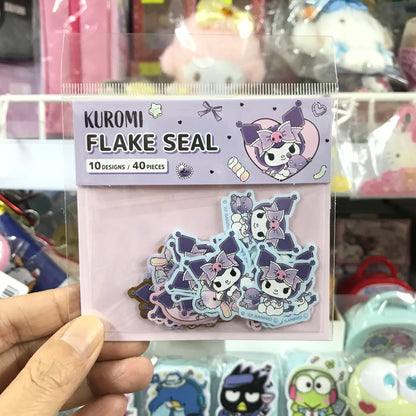 KUROMI
FLAKE SEAL
10 DESIGNS / 40 PIECES